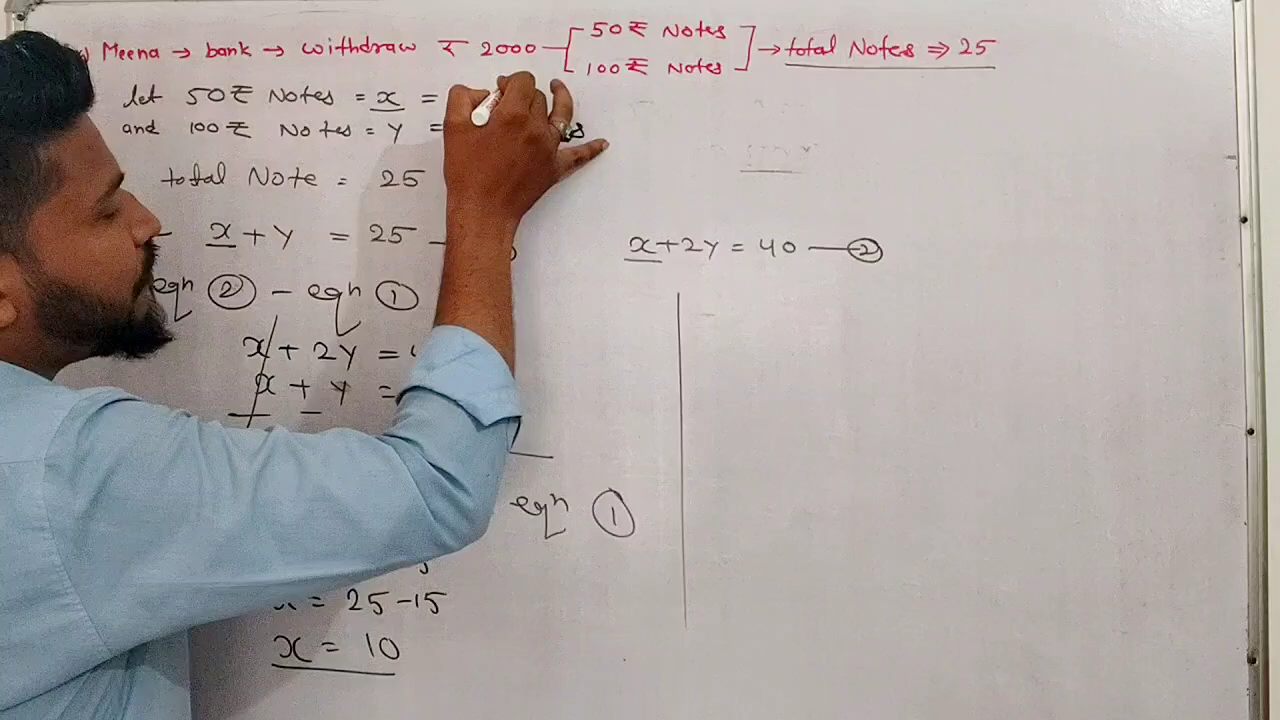 Meena → bank → withdraw ₹ 2000 50₹ Notes 100₹ Notes → total Notes ⇒ 25
let 50₹ Notes = x =
and 100₹ Notes = y =
total Note = 25
x + y = 25
x+2y = 40 — ②
eqn ② - eqn ①
x + 2y =
x + y =
eqn ①
x = 25 - 15
x = 10